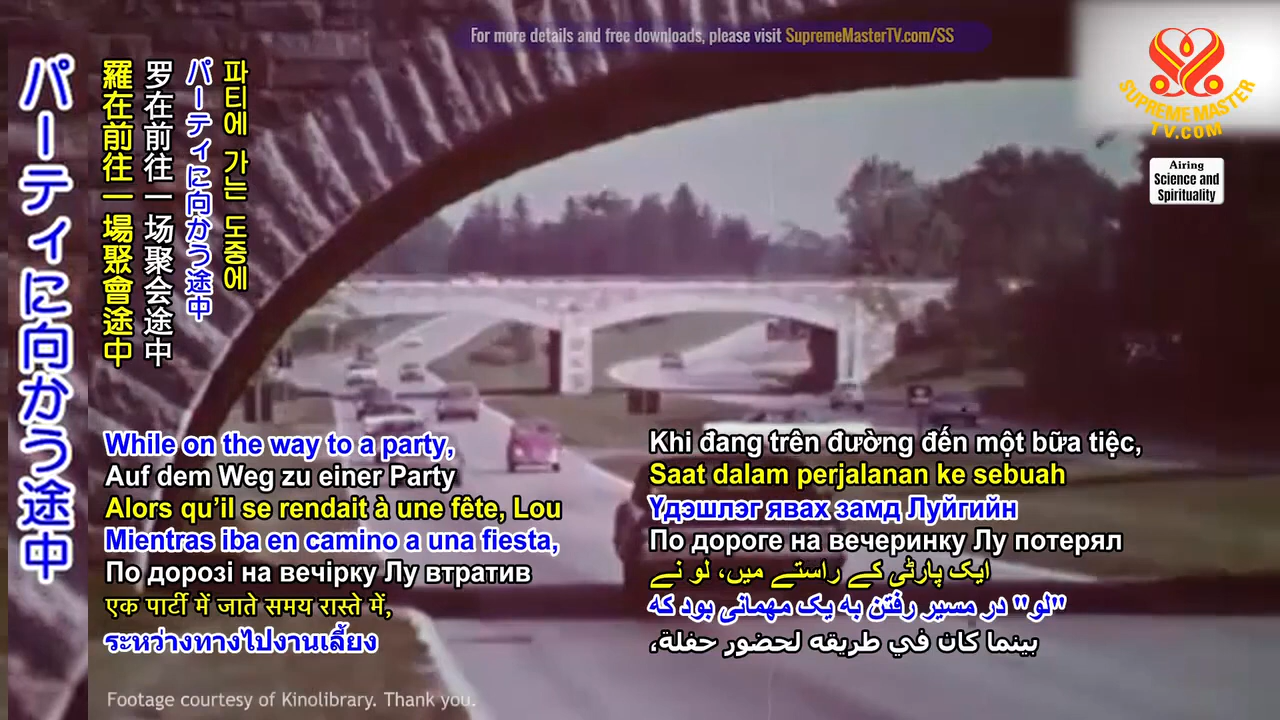 For more details and free downloads, please visit SupremeMasterTV.com/SS
SUPREME MASTER
TV.COM
Airing
Science and
Spirituality
パーティに向かう途中
羅在前往一場聚會途中
罗在前往一场聚会途中
パーティに向かう途中
파티에 가는 도중에
While on the way to a party,
Auf dem Weg zu einer Party
Alors qu’il se rendait à une fête, Lou
Mientras iba en camino a una fiesta,
По дорозі на вечірку Лу втратив
एक पार्टी में जाते समय रास्ते में,
ระหว่างทางไปงานเลี้ยง
Khi đang trên đường đến một bữa tiệc,
Saat dalam perjalanan ke sebuah
Үдэшлэг явах замд Луйгийн
По дороге на вечеринку Лу потерял
ایک پارٹی کے راستے میں، لو نے
"لو" در مسیر رفتن به یک مهمانی بود که
بينما كان في طريقه لحضور حفلة،
Footage courtesy of Kinolibrary. Thank you.